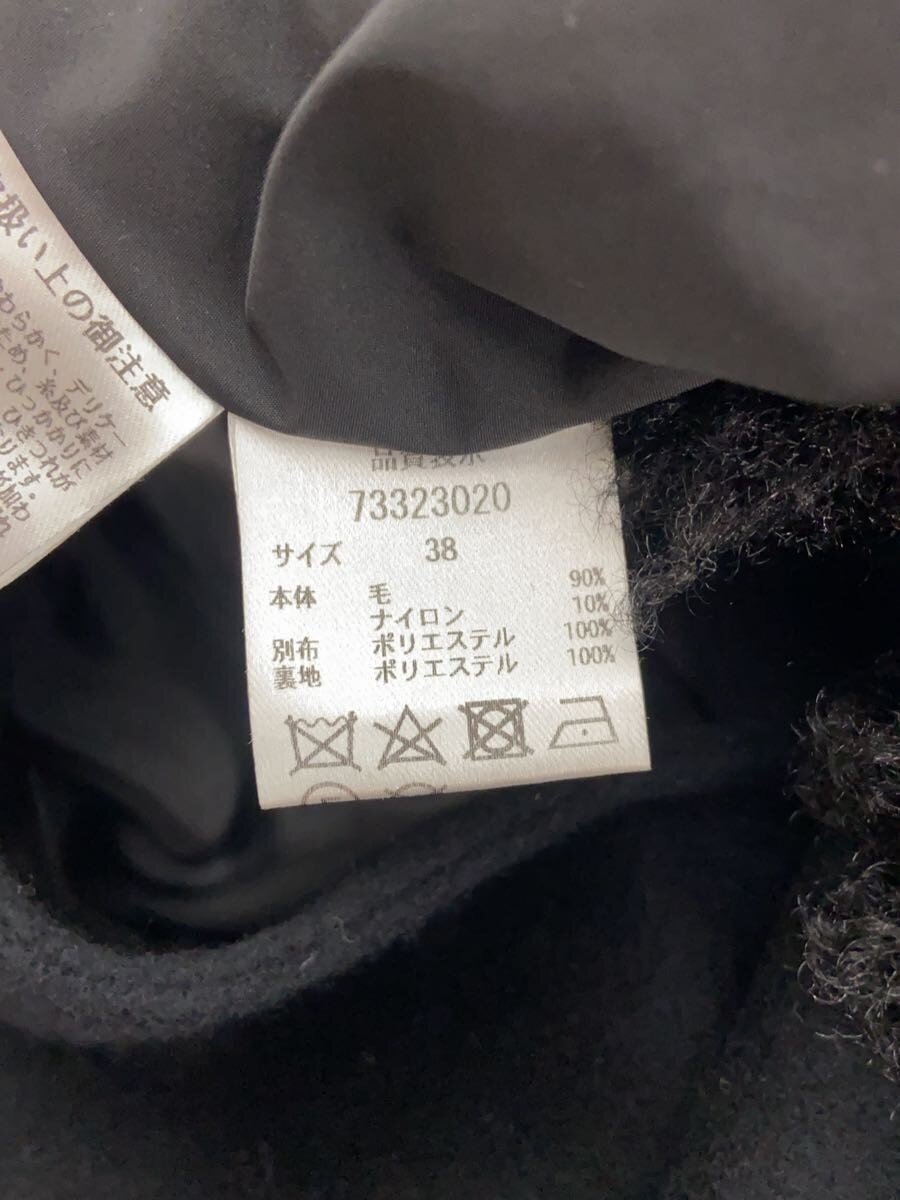 扱い上の御注意
わらかく、
ため、デリケー
糸及び素材
ひっかかりに
ひきつれが
ります。
品質表示
73323020
サイズ 38
本体 毛 90%
ナイロン 10%
別布 ポリエステル 100%
裏地 ポリエステル 100%